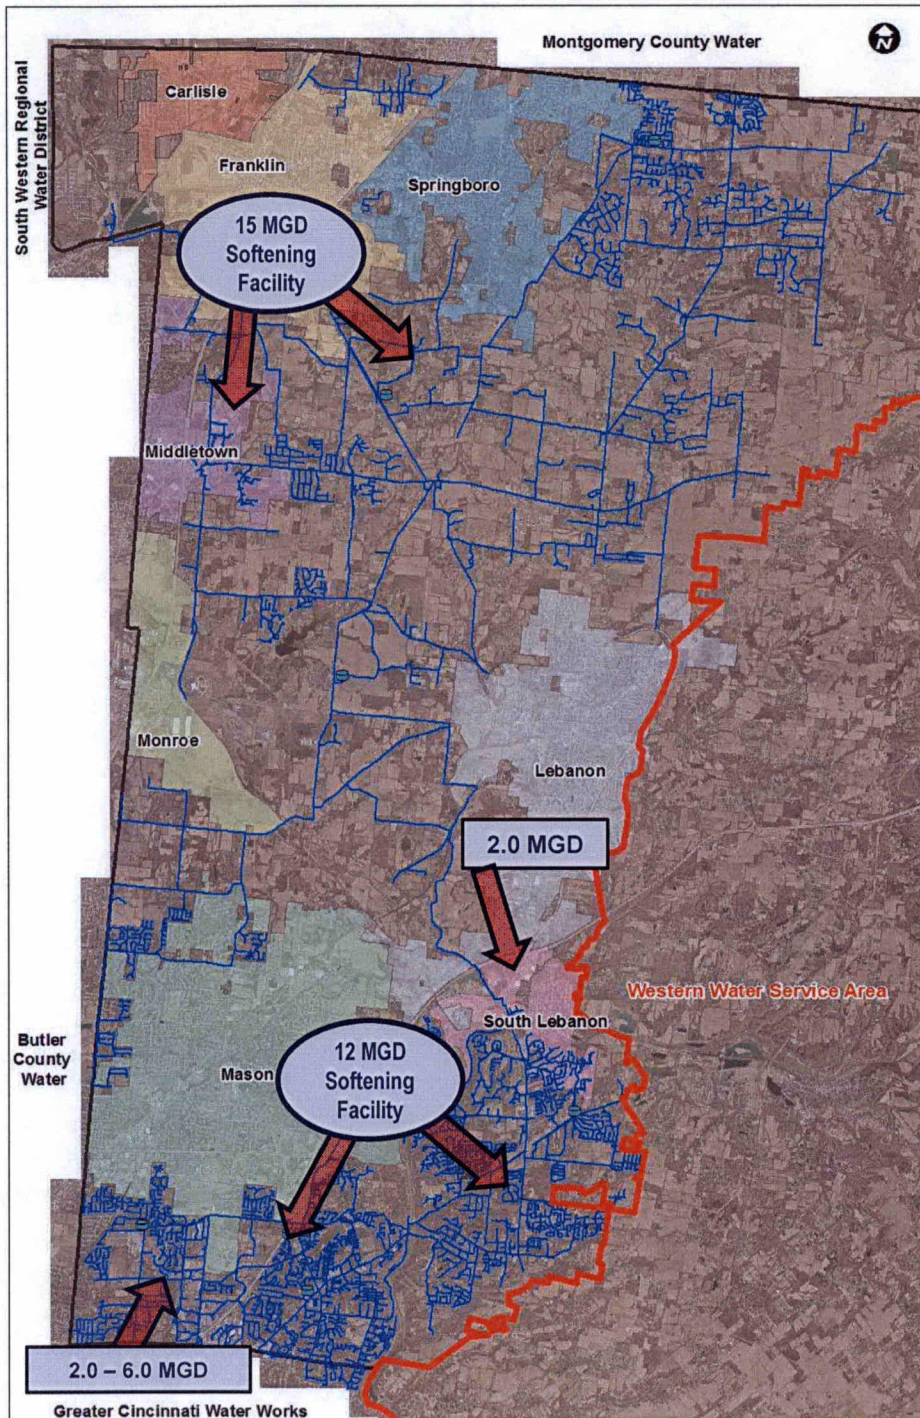 Montgomery County Water
N
South Western Regional
Water District
Carlisle
Franklin
Springboro
15 MGD
Softening
Facility
Middletown
Monroe
Lebanon
2.0 MGD
Western Water Service Area
South Lebanon
Butler
County
Water
Mason
12 MGD
Softening
Facility
2.0 – 6.0 MGD
Greater Cincinnati Water Works